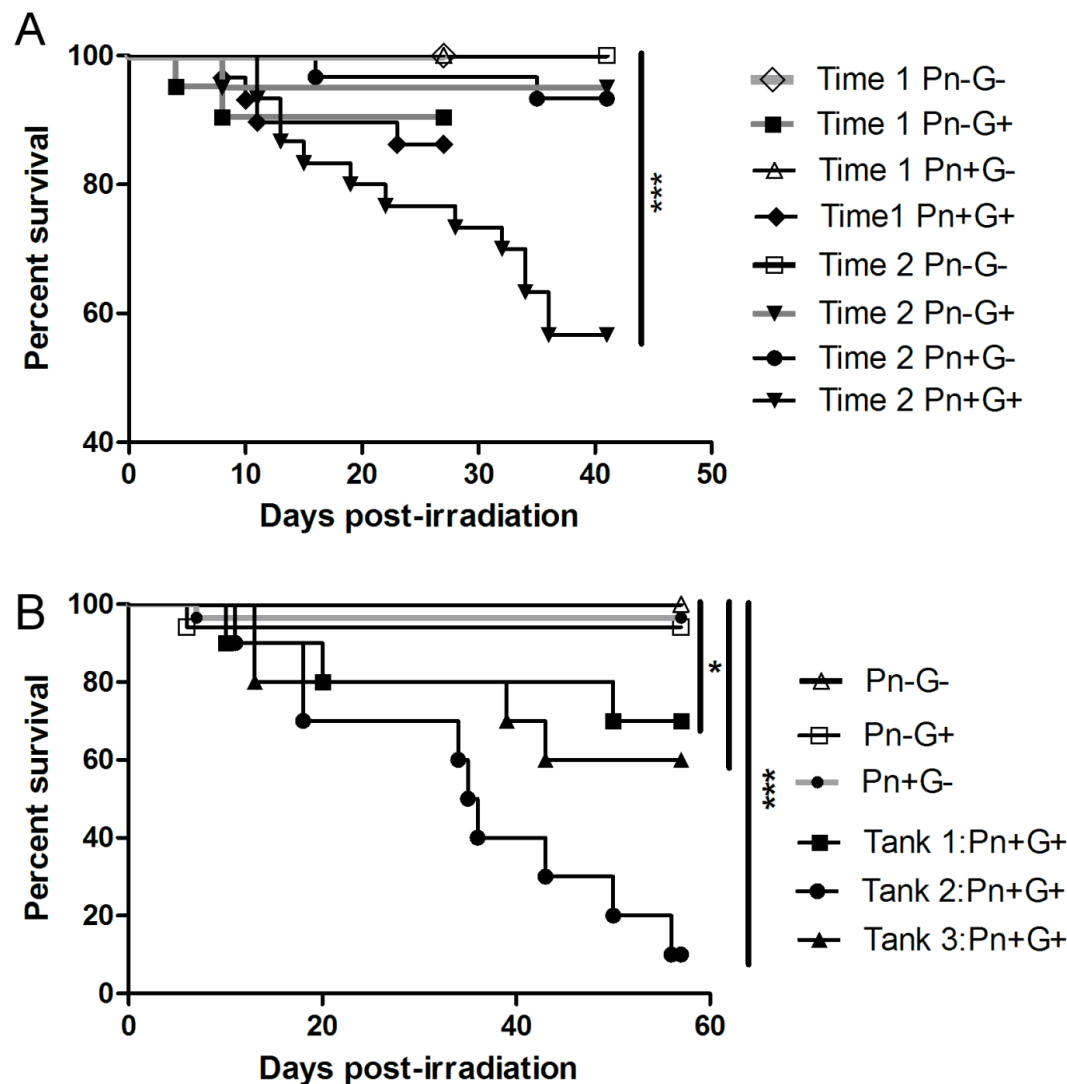 A
100
80
60
40
Percent survival
0
10
20
30
40
50
Days post-irradiation
***
Time 1 Pn-G-
Time 1 Pn-G+
Time 1 Pn+G-
Time1 Pn+G+
Time 2 Pn-G-
Time 2 Pn-G+
Time 2 Pn+G-
Time 2 Pn+G+
B
100
80
60
40
20
0
Percent survival
0
20
40
60
Days post-irradiation
*
***
Pn-G-
Pn-G+
Pn+G-
Tank 1:Pn+G+
Tank 2:Pn+G+
Tank 3:Pn+G+